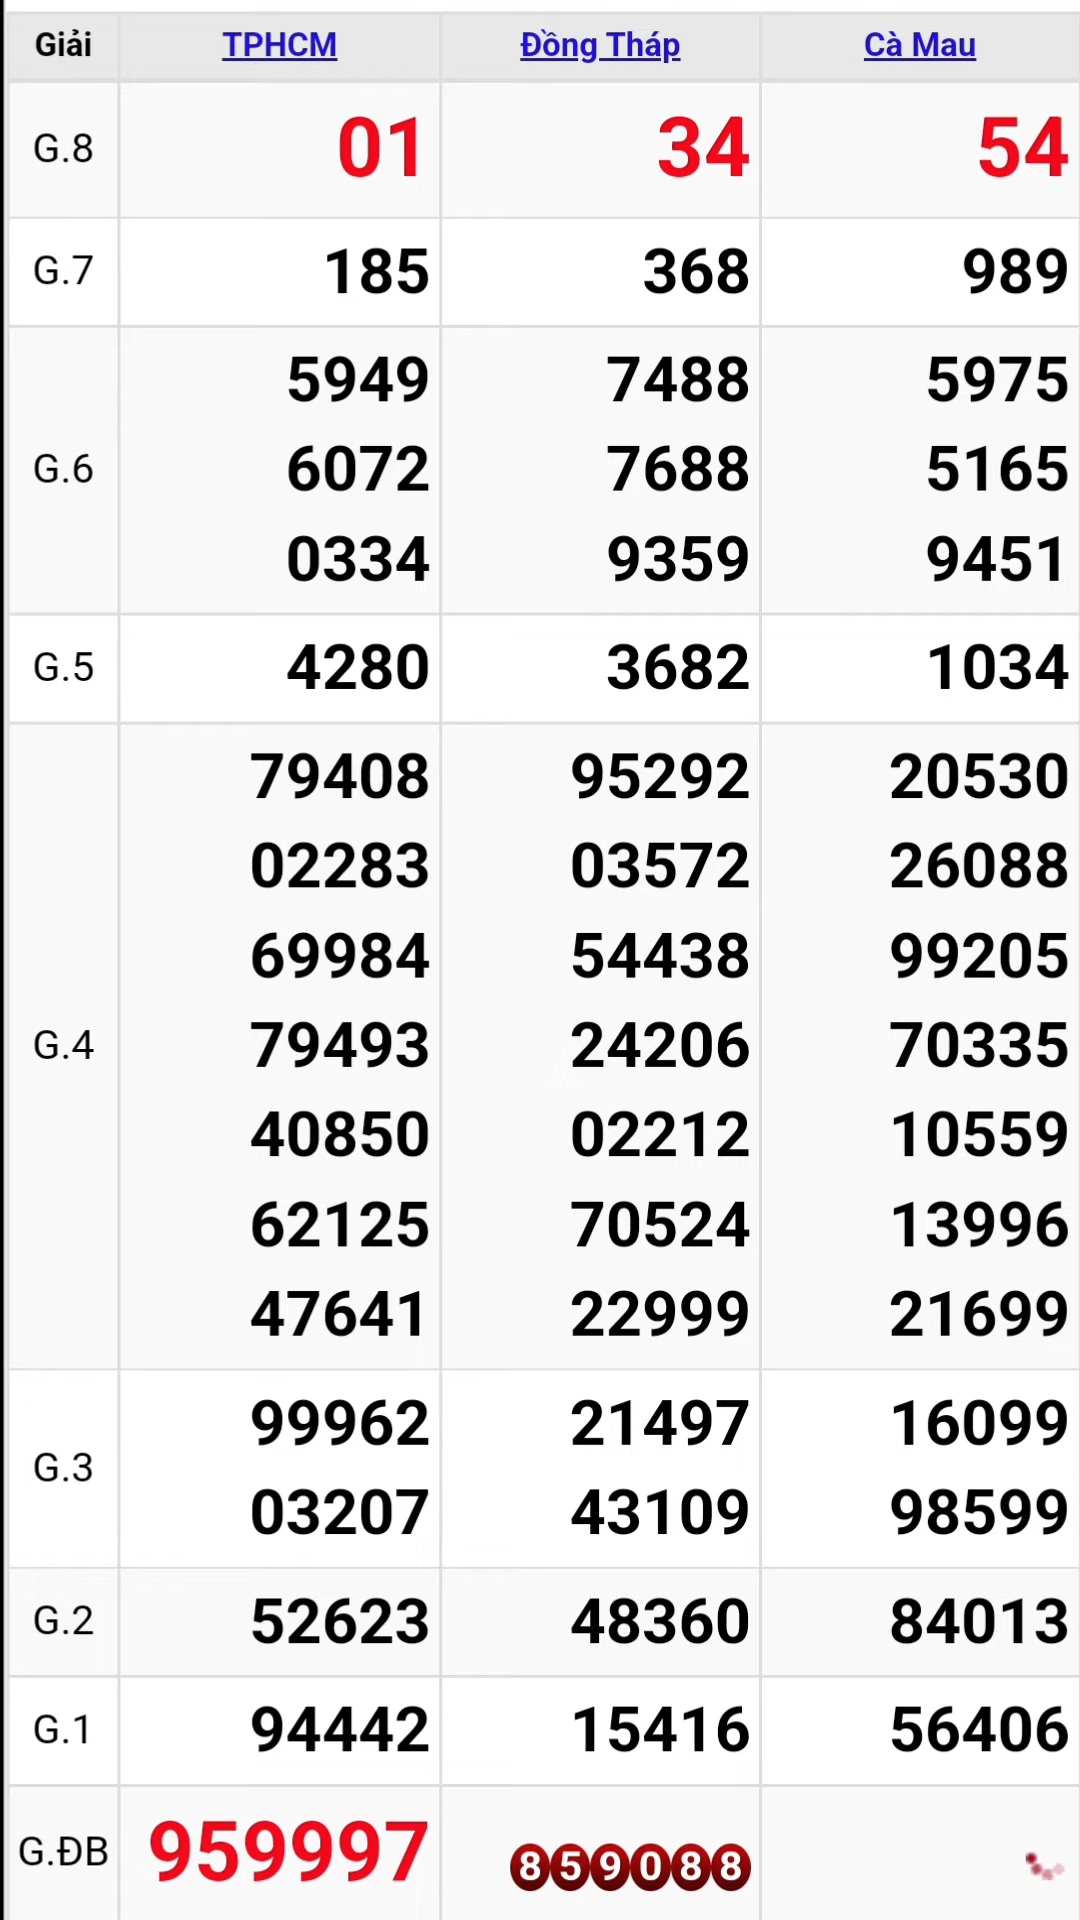 Giải TPHCM Đồng Tháp Cà Mau
G.8 01 34 54
G.7 185 368 989
5949 7488 5975
G.6 6072 7688 5165
0334 9359 9451
G.5 4280 3682 1034
79408 95292 20530
02283 03572 26088
69984 54438 99205
G.4 79493 24206 70335
40850 02212 10559
62125 70524 13996
47641 22999 21699
99962 21497 16099
G.3
03207 43109 98599
G.2 52623 48360 84013
G.1 94442 15416 56406
G.ĐB 959997 859088